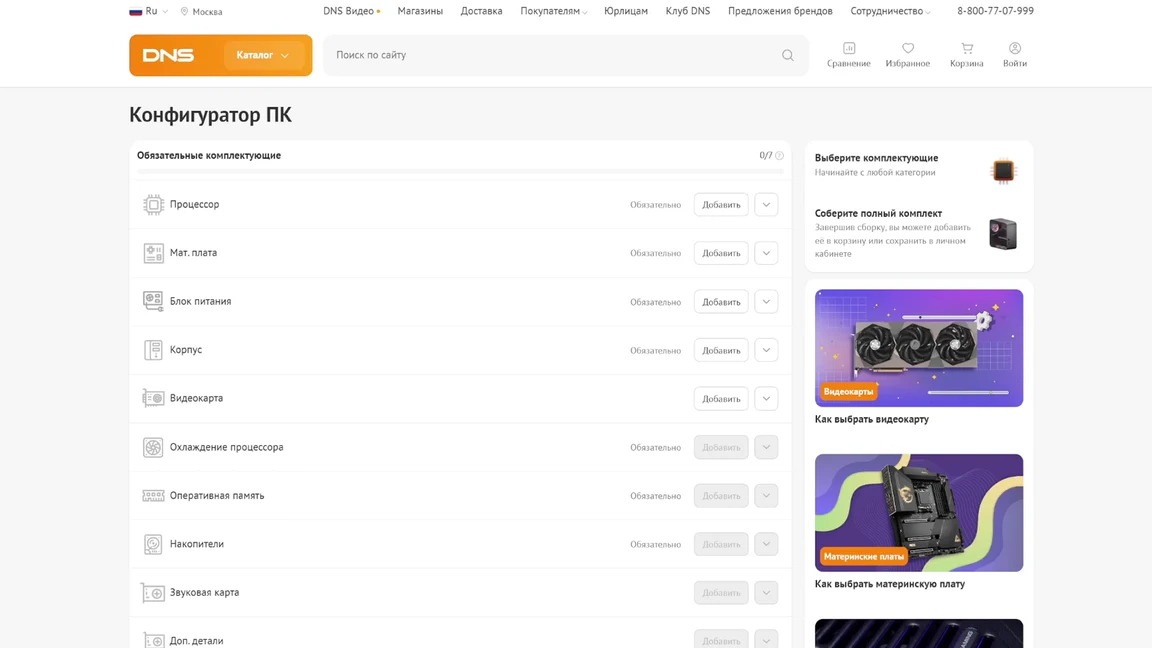 Ru
Москва
DNS Видео
Магазины
Доставка
Покупателям
Юрлицам
Клуб DNS
Предложения брендов
Сотрудничество
8-800-77-07-999
DNS
Каталог
Поиск по сайту
Сравнение
Избранное
Корзина
Войти
Конфигуратор ПК
Обязательные комплектующие
0/7
Процессор
Обязательно
Добавить
Мат. плата
Обязательно
Добавить
Блок питания
Обязательно
Добавить
Корпус
Обязательно
Добавить
Видеокарта
Добавить
Охлаждение процессора
Обязательно
Добавить
Оперативная память
Обязательно
Добавить
Накопители
Обязательно
Добавить
Звуковая карта
Добавить
Доп. детали
Добавить
Выберите комплектующие
Начинайте с любой категории
Соберите полный комплект
Завершив сборку, вы можете добавить
её в корзину или сохранить в личном
кабинете
Видеокарты
Как выбрать видеокарту
Материнские платы
Как выбрать материнскую плату